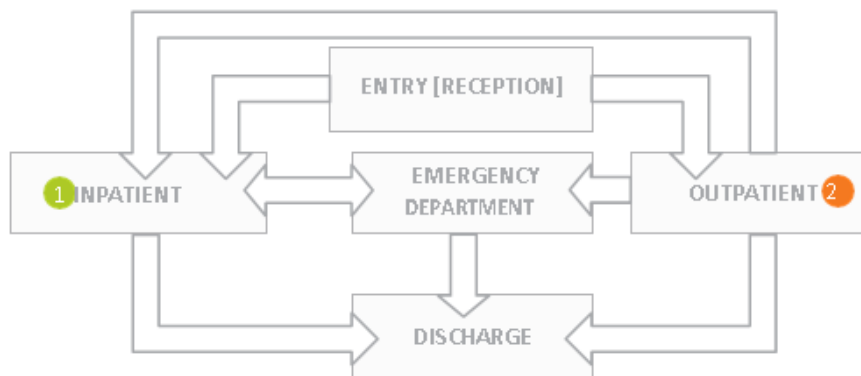 ENTRY [RECEPTION]
1 INPATIENT
EMERGENCY
DEPARTMENT
OUTPATIENT 2
DISCHARGE